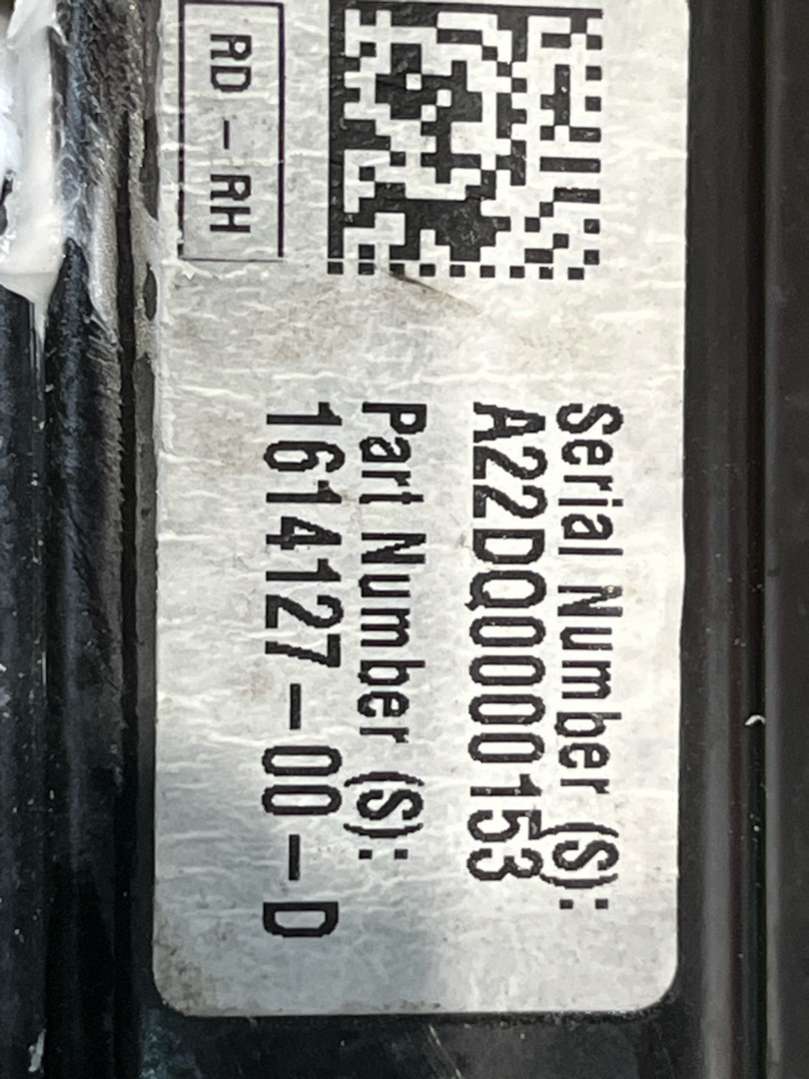 RD - RH
Serial Number (S):
A22DQ0000153
Part Number (S):
1614127-00-D